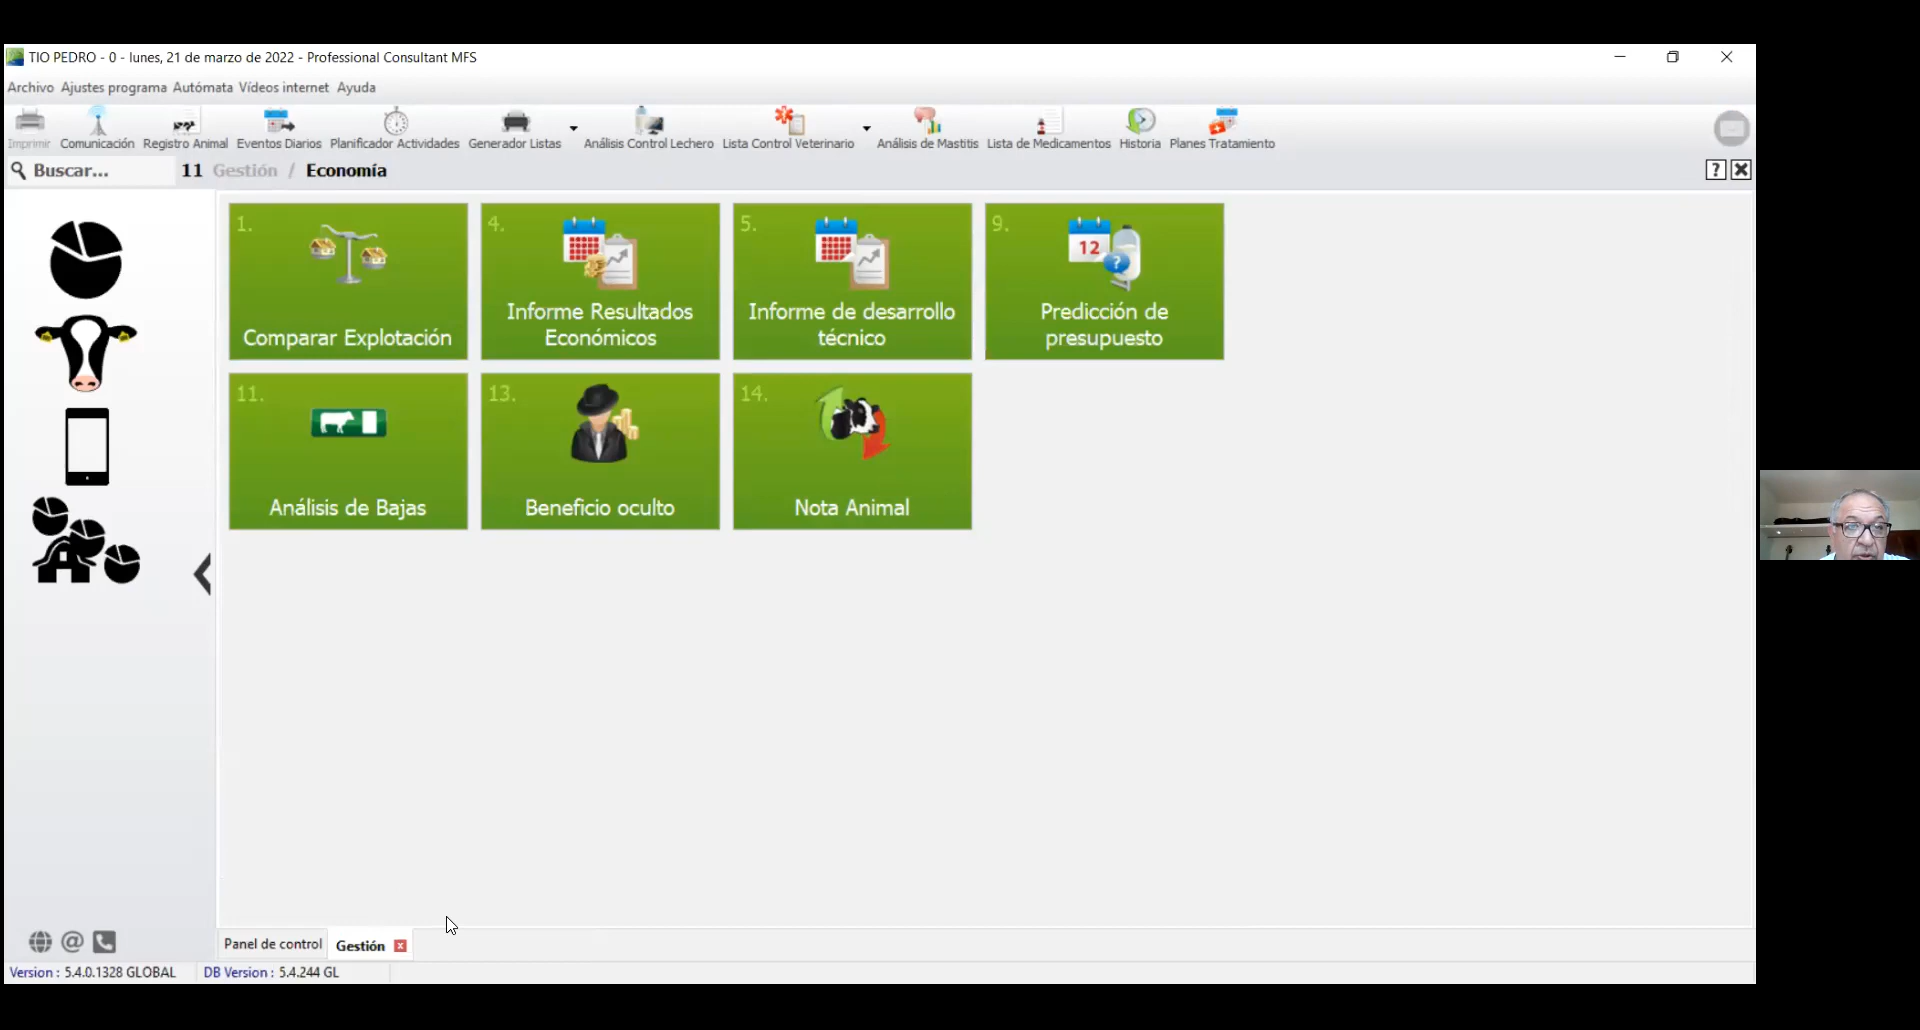 TIO PEDRO - 0 - lunes, 21 de marzo de 2022 - Professional Consultant MFS
Archivo Ajustes programa Autómata Vídeos internet Ayuda
Imprimir Comunicación Registro Animal Eventos Diarios Planificador Actividades Generador Listas Análisis Control Lechero Lista Control Veterinario Análisis de Mastitis Lista de Medicamentos Historia Planes Tratamiento
Buscar... 11 Gestión / Economía ?
1.
Comparar Explotación
4.
Informe Resultados
Económicos
5.
Informe de desarrollo
técnico
9.
12
?
Predicción de
presupuesto
11.
Análisis de Bajas
13.
Beneficio oculto
14.
Nota Animal
@
Panel de control Gestión x
Version : 5.4.0.1328 GLOBAL DB Version : 5.4.244 GL